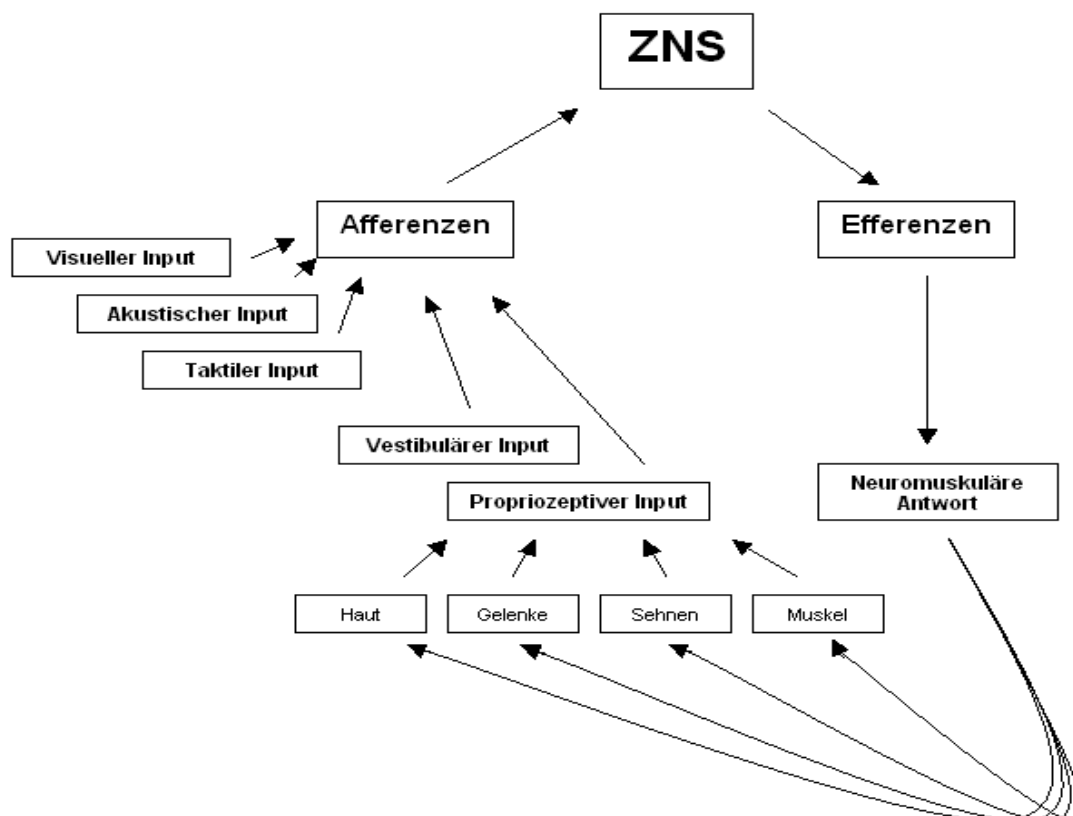 ZNS
Afferenzen
Efferenzen
Visueller Input
Akustischer Input
Taktiler Input
Vestibulärer Input
Propriozeptiver Input
Neuromuskuläre
Antwort
Haut
Gelenke
Sehnen
Muskel